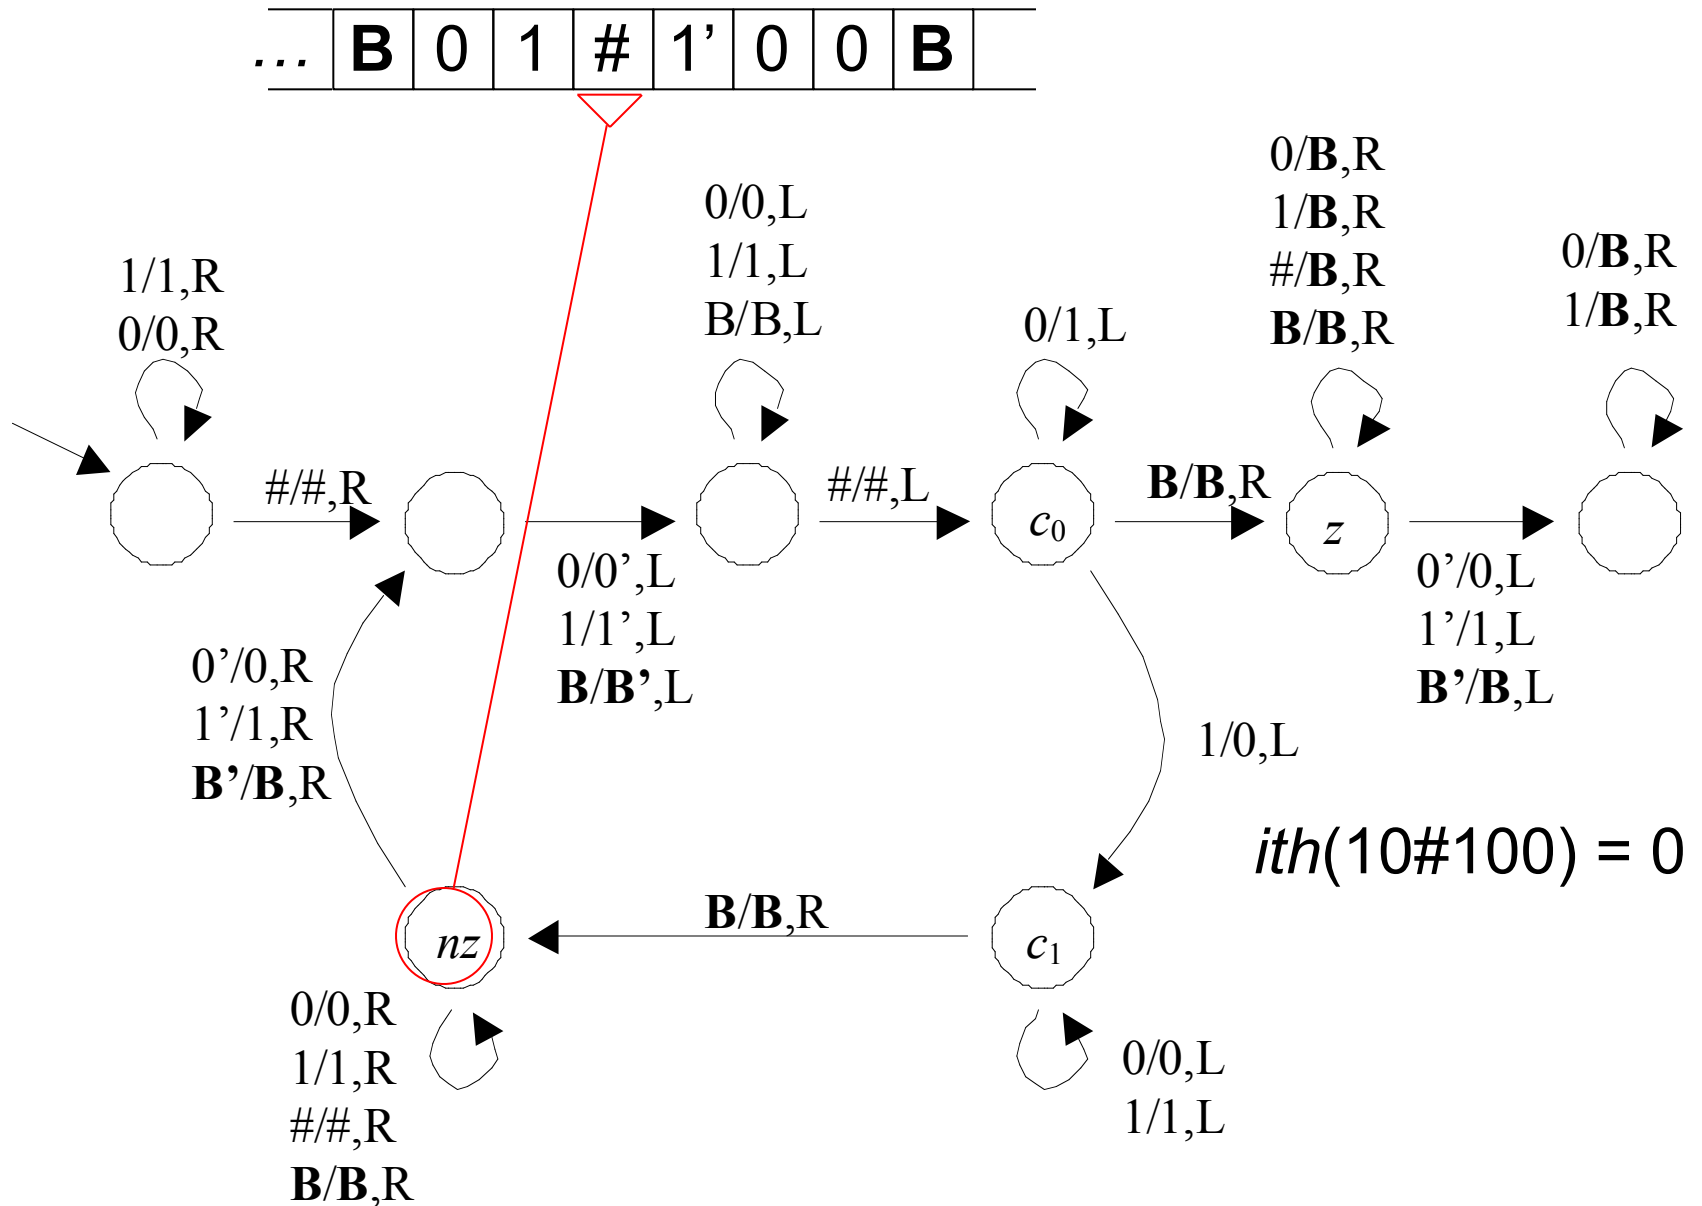 ... B 0 1 # 1’ 0 0 B
0/B,R
1/B,R
#/B,R
B/B,R
0/0,L
1/1,L
B/B,L
0/B,R
1/B,R
1/1,R
0/0,R
0/1,L
#/#,R
#/#,L
B/B,R
c0
z
0/0’,L
1/1’,L
B/B’,L
0’/0,L
1’/1,L
B’/B,L
0’/0,R
1’/1,R
B’/B,R
1/0,L
ith(10#100) = 0
B/B,R
nz
c1
0/0,R
1/1,R
#/#,R
B/B,R
0/0,L
1/1,L